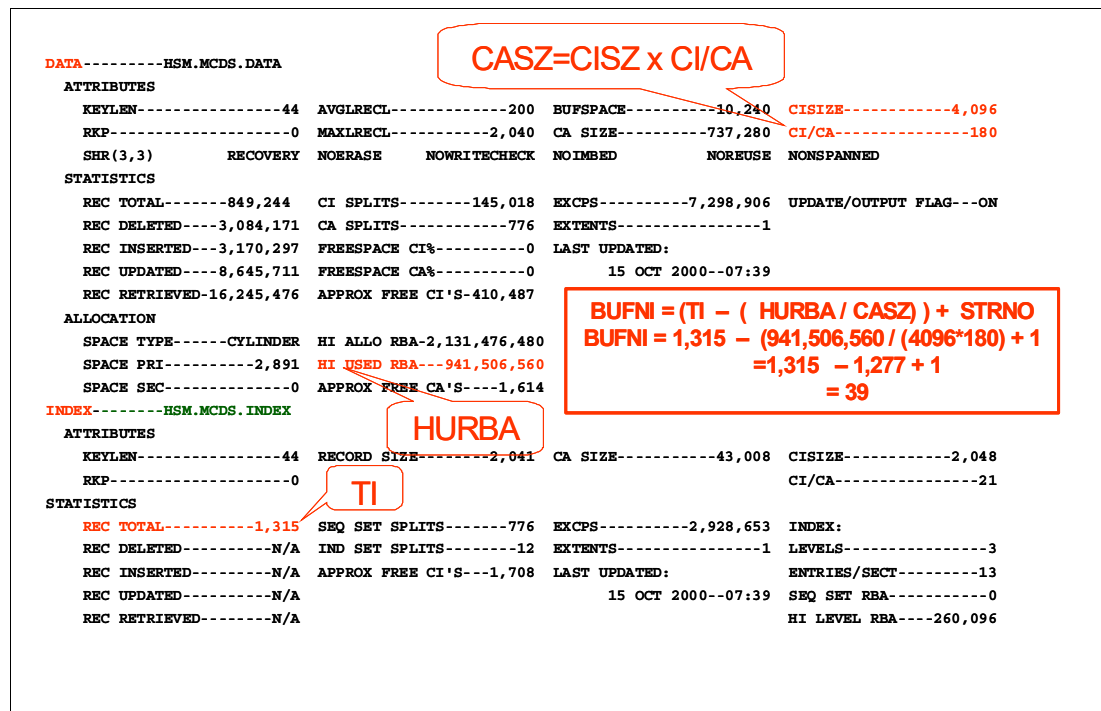 CASZ=CISZ x CI/CA
DATA---------HSM.MCDS.DATA
ATTRIBUTES
KEYLEN----------------44 AVGLRECL-------------200 BUFSPACE----------10,240 CISIZE------------4,096
RKP--------------------0 MAXLRECL-----------2,040 CA SIZE----------737,280 CI/CA---------------180
SHR(3,3) RECOVERY NOERASE NOWRITECHECK NOIMBED NOREUSE NONSPANNED
STATISTICS
REC TOTAL-------849,244 CI SPLITS--------145,018 EXCPS----------7,298,906 UPDATE/OUTPUT FLAG---ON
REC DELETED----3,084,171 CA SPLITS------------776 EXTENTS----------------1
REC INSERTED---3,170,297 FREESPACE CI%----------0 LAST UPDATED:
REC UPDATED----8,645,711 FREESPACE CA%----------0 15 OCT 2000--07:39
REC RETRIEVED-16,245,476 APPROX FREE CI'S-410,487
ALLOCATION
SPACE TYPE------CYLINDER HI ALLO RBA-2,131,476,480
SPACE PRI----------2,891 HI USED RBA---941,506,560
SPACE SEC--------------0 APPROX FREE CA'S----1,614
BUFNI = (TI – ( HURBA / CASZ) ) + STRNO
BUFNI = 1,315 – (941,506,560 / (4096*180) + 1
=1,315 – 1,277 + 1
= 39
INDEX--------HSM.MCDS.INDEX
HURBA
ATTRIBUTES
KEYLEN----------------44 RECORD SIZE--------2,041 CA SIZE-----------43,008 CISIZE------------2,048
RKP--------------------0 CI/CA----------------21
TI
STATISTICS
REC TOTAL----------1,315 SEQ SET SPLITS-------776 EXCPS----------2,928,653 INDEX:
REC DELETED----------N/A IND SET SPLITS--------12 EXTENTS----------------1 LEVELS----------------3
REC INSERTED---------N/A APPROX FREE CI'S---1,708 LAST UPDATED: ENTRIES/SECT---------13
REC UPDATED----------N/A 15 OCT 2000--07:39 SEQ SET RBA-----------0
REC RETRIEVED--------N/A HI LEVEL RBA----260,096